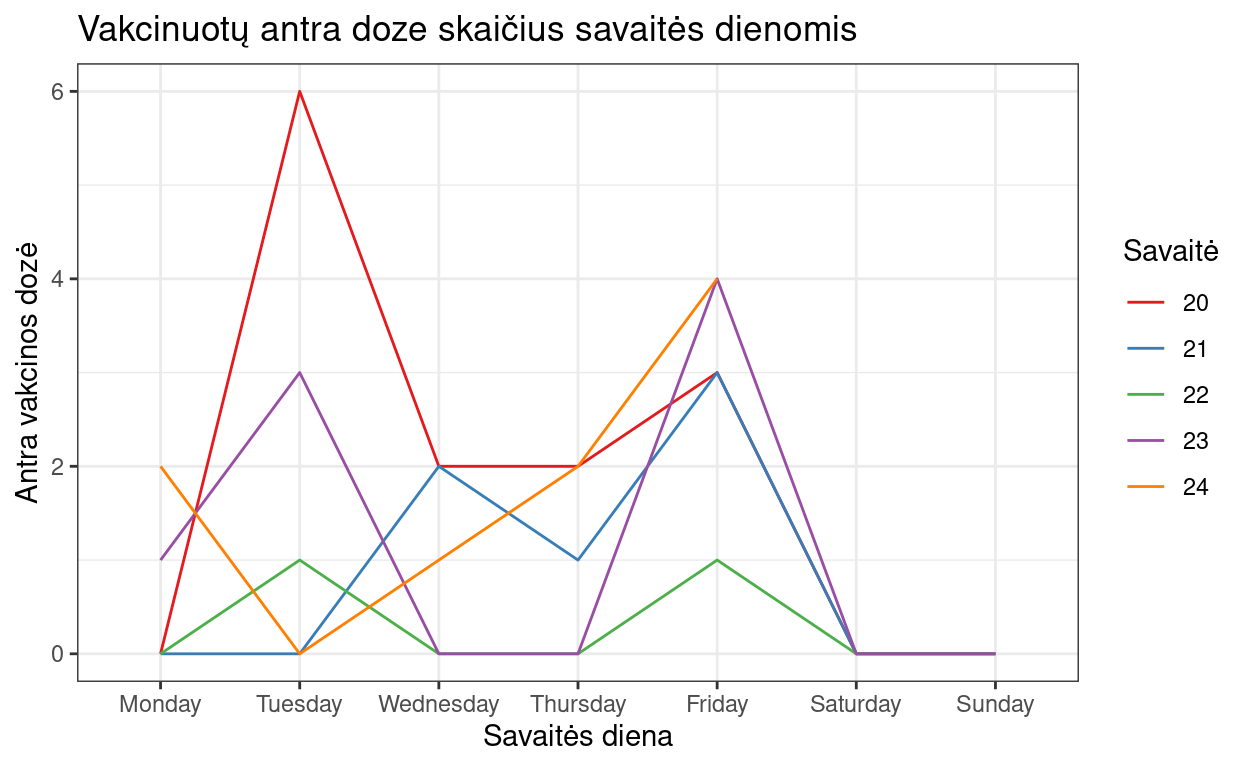 Vakcinuotų antra doze skaičius savaitės dienomis
Antra vakcinos dozė
6
4
2
0
Monday Tuesday Wednesday Thursday Friday Saturday Sunday
Savaitės diena
Savaitė
20
21
22
23
24